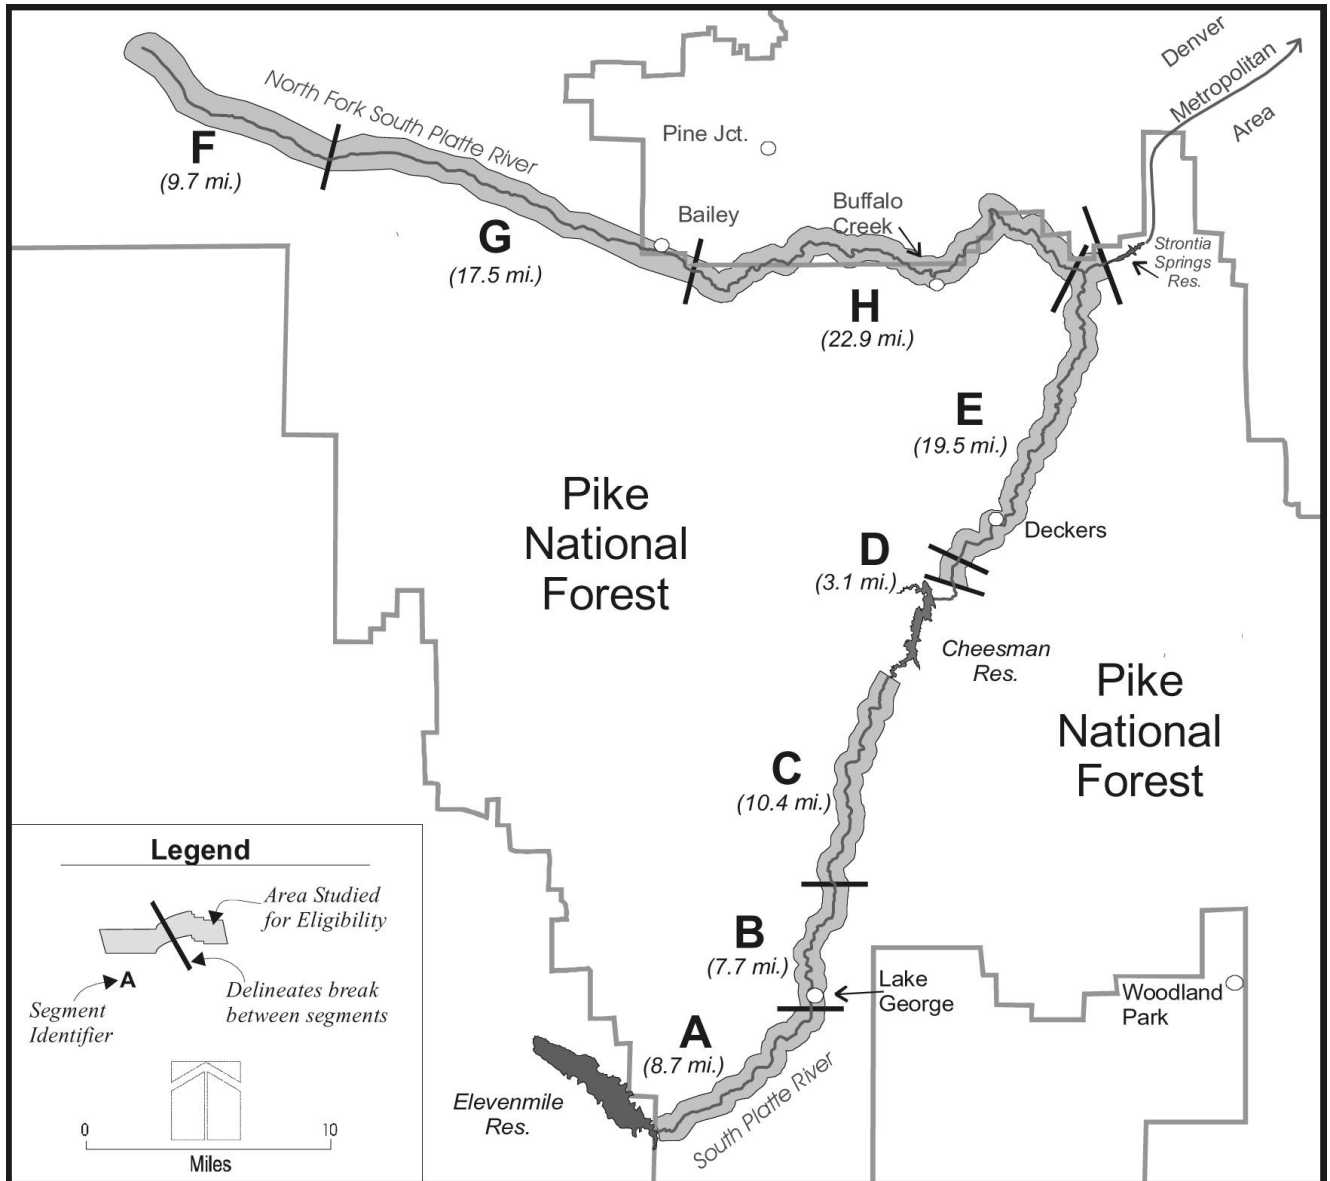 Denver
Metropolitan
Area
North Fork South Platte River
Pine Jct.
F
(9.7 mi.)
Bailey
Buffalo
Creek
G
(17.5 mi.)
Strontia
Springs
Res.
H
(22.9 mi.)
E
(19.5 mi.)
Pike
National
Forest
Deckers
D
(3.1 mi.)
Cheesman
Res.
Pike
National
Forest
C
(10.4 mi.)
B
(7.7 mi.)
Lake
George
Woodland
Park
A
(8.7 mi.)
Elevenmile
Res.
South Platte River
Legend
Area Studied
for Eligibility
A
Segment
Identifier
Delineates break
between segments
0 10
Miles